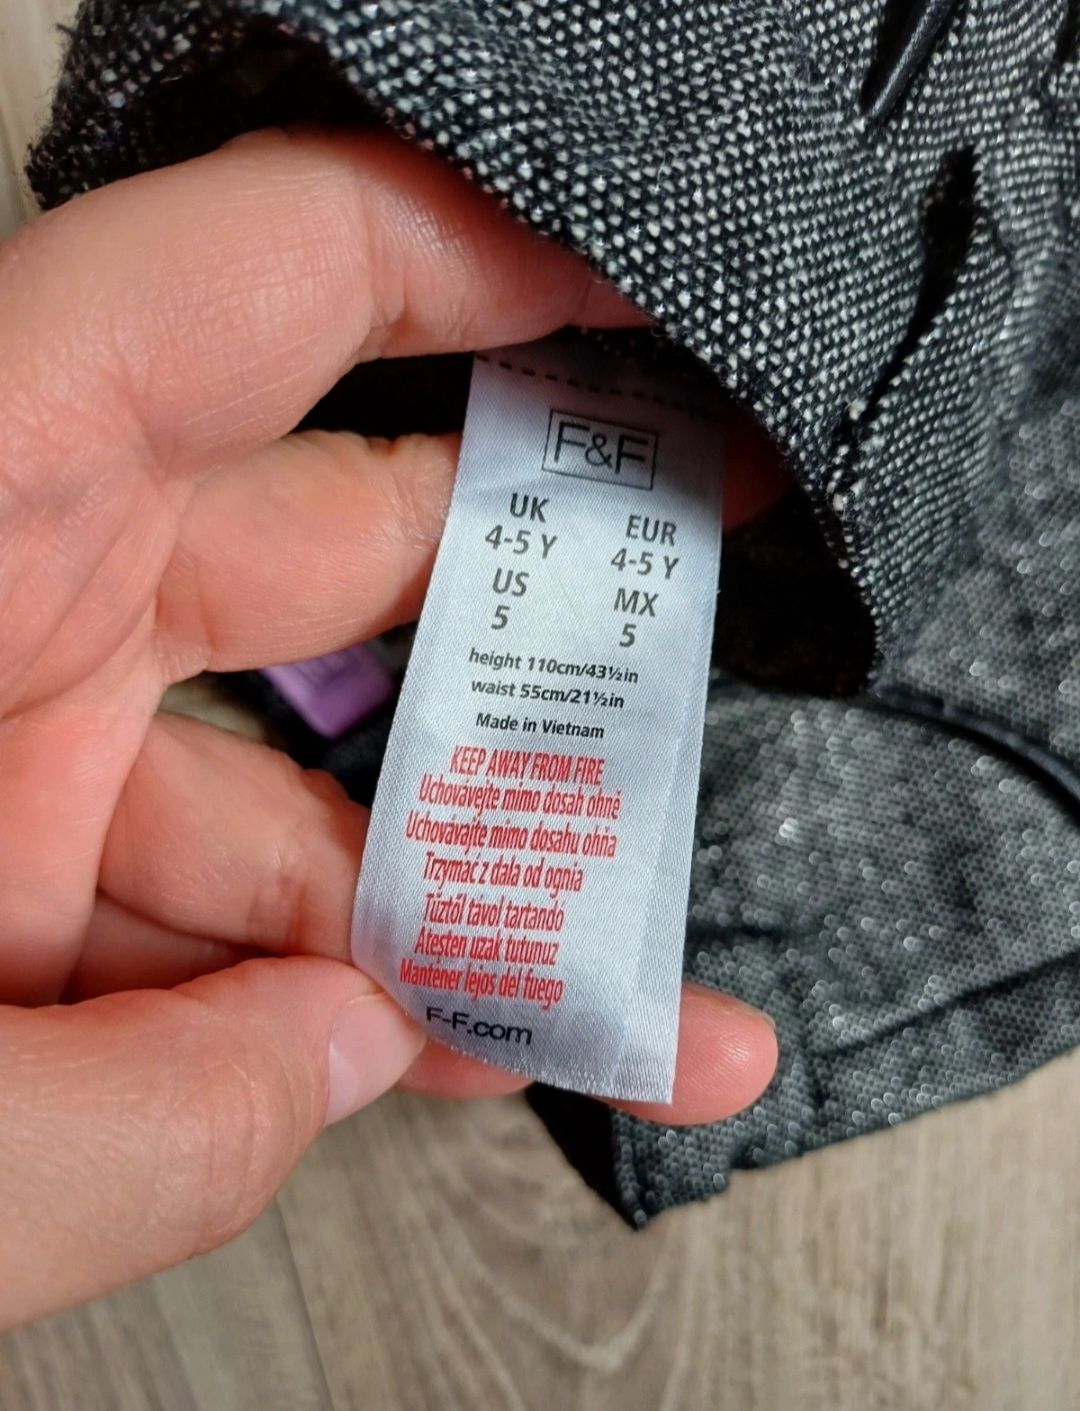 F&F
UK
4-5 Y
EUR
4-5 Y
US
5
MX
5
height 110cm/43½in
waist 55cm/21½in
Made in Vietnam
KEEP AWAY FROM FIRE
Uchovávejte mimo dosah ohně
Uchovávajte mimo dosahu ohňa
Trzymać z dala od ognia
Tűztől távol tartandó
Ateşten uzak tutunuz
Mantener lejos del fuego
F-F.com